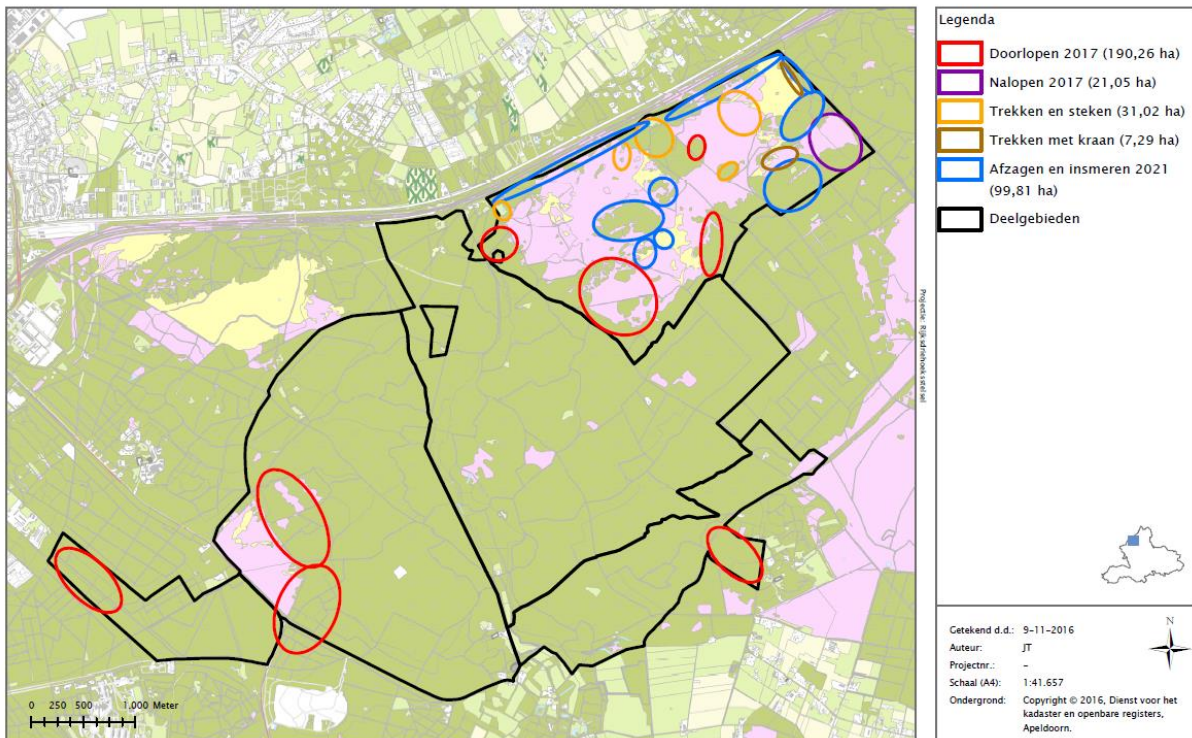 Legenda
Doorlopen 2017 (190,26 ha)
Nalopen 2017 (21,05 ha)
Trekken en steken (31,02 ha)
Trekken met kraan (7,29 ha)
Afzagen en insmeren 2021
(99,81 ha)
Deelgebieden
Projectie: Rijksdriehoeksstelsel
0 250 500 1.000 Meter
N
Getekend d.d.: 9-11-2016
Auteur: JT
Projectnr.: -
Schaal (A4): 1:41.657
Ondergrond: Copyright © 2016, Dienst voor het
kadaster en openbare registers,
Apeldoorn.